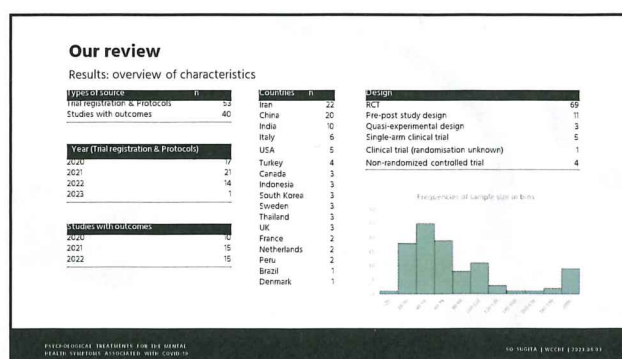 Our review
Results: overview of characteristics
Types of source n
Trial registration & Protocols 53
Studies with outcomes 40
Year (Trial registration & Protocols)
2020 17
2021 21
2022 14
2023 1
Studies with outcomes
2020 10
2021 15
2022 15
Countries n
Iran 22
China 20
India 10
Italy 6
USA 5
Turkey 4
Canada 3
Indonesia 3
South Korea 3
Sweden 3
Thailand 3
UK 3
France 2
Netherlands 2
Peru 2
Brazil 1
Denmark 1
Design
RCT 69
Pre-post study design 11
Quasi-experimental design 3
Single-arm clinical trial 5
Clinical trial (randomisation unknown) 1
Non-randomized controlled trial 4
Frequencies of sample size in bins
PSYCHOLOGICAL TREATMENTS FOR THE MENTAL
HEALTH SYMPTOMS ASSOCIATED WITH COVID-19
SO SUGITA | WCCBT |